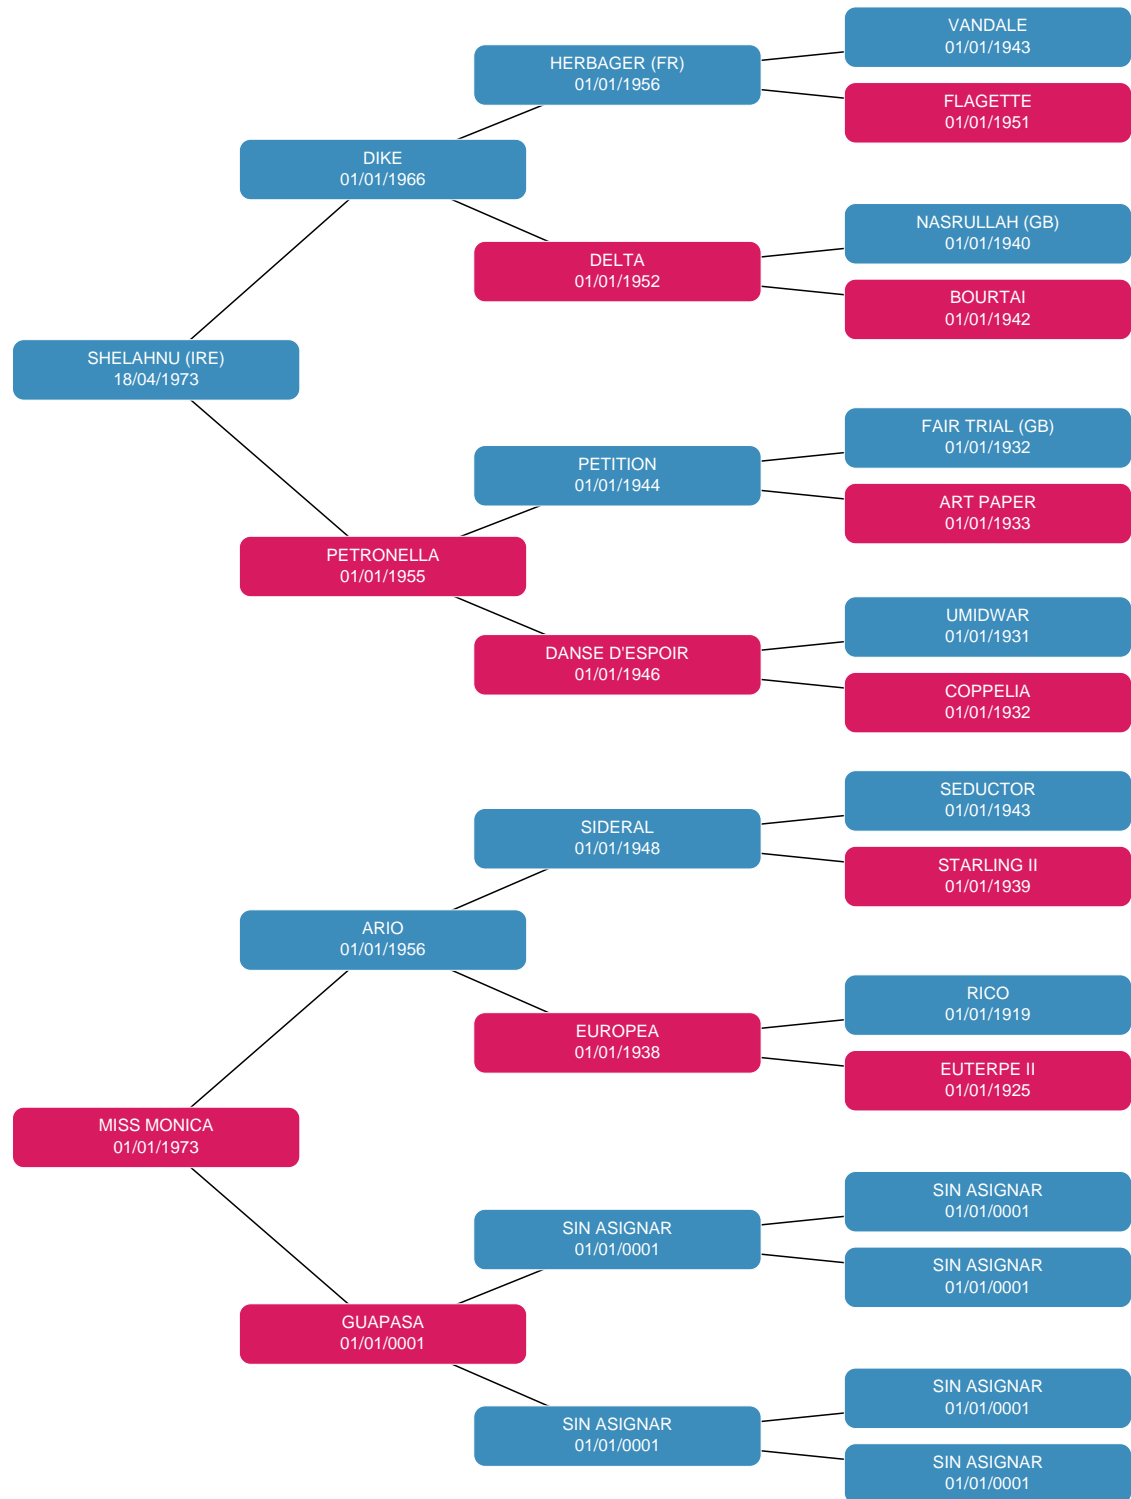 VANDALE
01/01/1943
HERBAGER (FR)
01/01/1956
FLAGETTE
01/01/1951
DIKE
01/01/1966
NASRULLAH (GB)
01/01/1940
DELTA
01/01/1952
BOURTAI
01/01/1942
SHELAHNU (IRE)
18/04/1973
FAIR TRIAL (GB)
01/01/1932
PETITION
01/01/1944
ART PAPER
01/01/1933
PETRONELLA
01/01/1955
UMIDWAR
01/01/1931
DANSE D'ESPOIR
01/01/1946
COPPELIA
01/01/1932
SEDUCTOR
01/01/1943
SIDERAL
01/01/1948
STARLING II
01/01/1939
ARIO
01/01/1956
RICO
01/01/1919
EUROPEA
01/01/1938
EUTERPE II
01/01/1925
MISS MONICA
01/01/1973
SIN ASIGNAR
01/01/0001
SIN ASIGNAR
01/01/0001
SIN ASIGNAR
01/01/0001
GUAPASA
01/01/0001
SIN ASIGNAR
01/01/0001
SIN ASIGNAR
01/01/0001
SIN ASIGNAR
01/01/0001